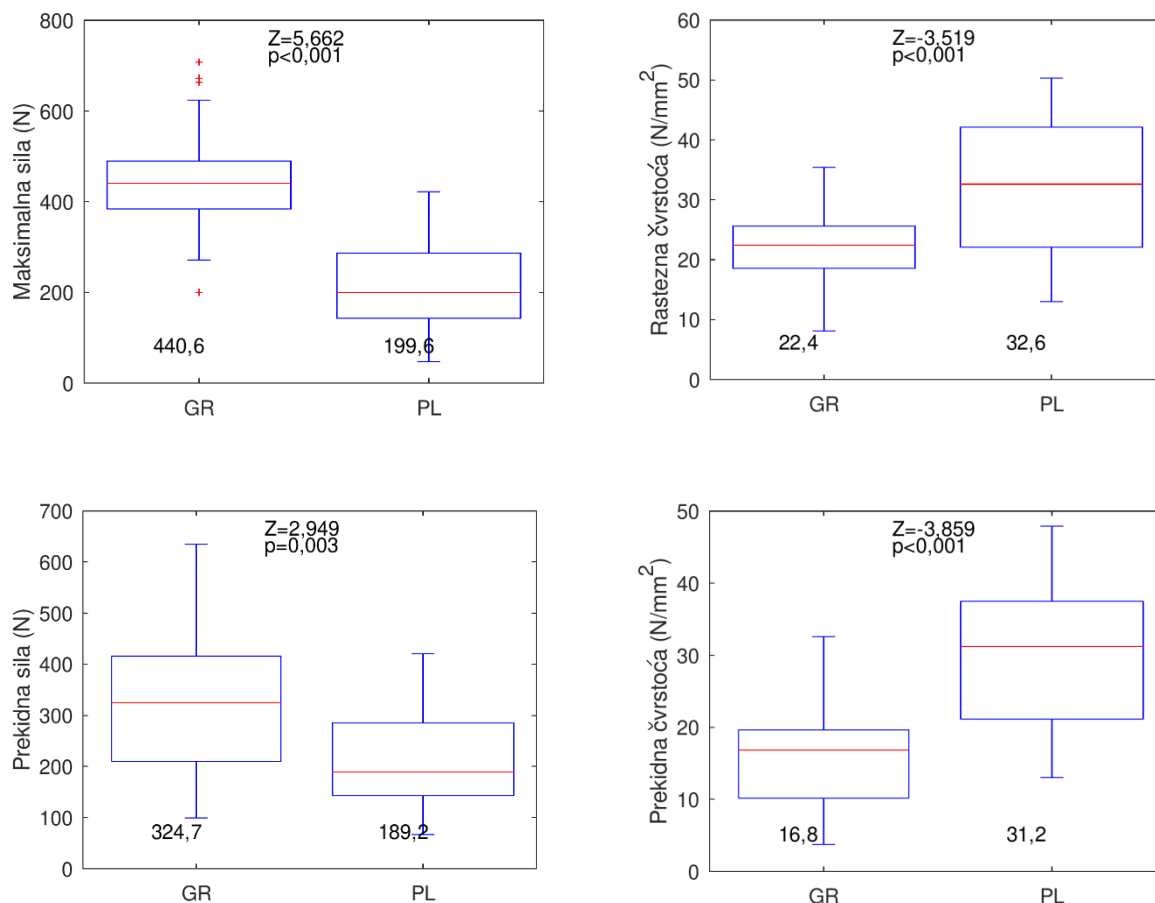 Maksimalna sila (N)
800
600
400
200
0
Z=5,662
p<0,001
440,6
199,6
GR
PL
Rastezna čvrstoća (N/mm²)
60
50
40
30
20
10
0
Z=-3,519
p<0,001
22,4
32,6
GR
PL
Prekidna sila (N)
700
600
500
400
300
200
100
0
Z=2,949
p=0,003
324,7
189,2
GR
PL
Prekidna čvrstoća (N/mm²)
50
40
30
20
10
0
Z=-3,859
p<0,001
16,8
31,2
GR
PL